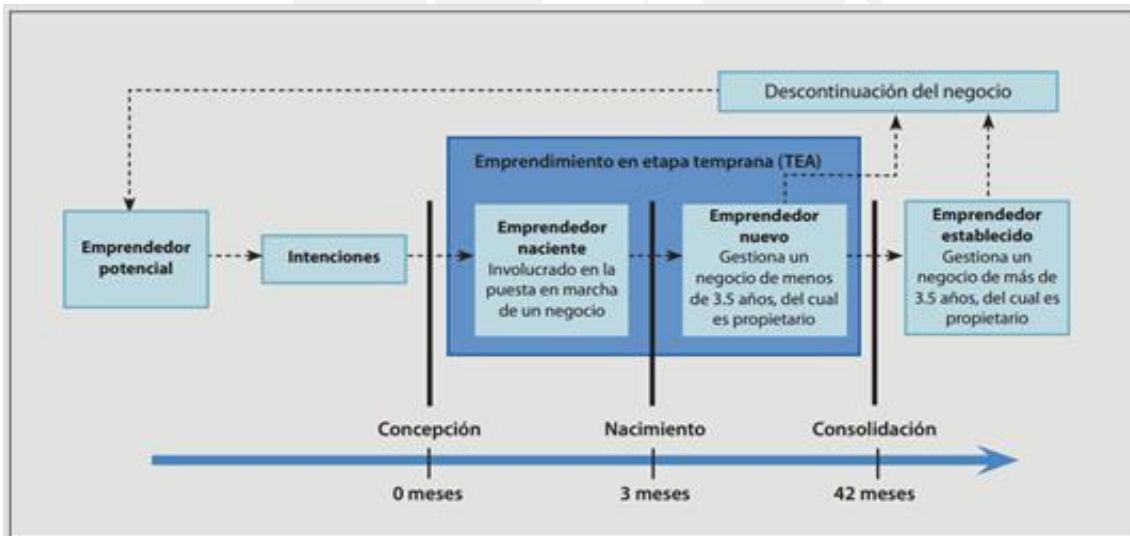 Descontinuación del negocio
Emprendimiento en etapa temprana (TEA)
Emprendedor
potencial
Intenciones
Emprendedor
naciente
Involucrado en la
puesta en marcha
de un negocio
Emprendedor
nuevo
Gestiona un
negocio de menos
de 3.5 años, del cual
es propietario
Emprendedor
establecido
Gestiona un
negocio de más de
3.5 años, del cual es
propietario
Concepción
Nacimiento
Consolidación
0 meses
3 meses
42 meses